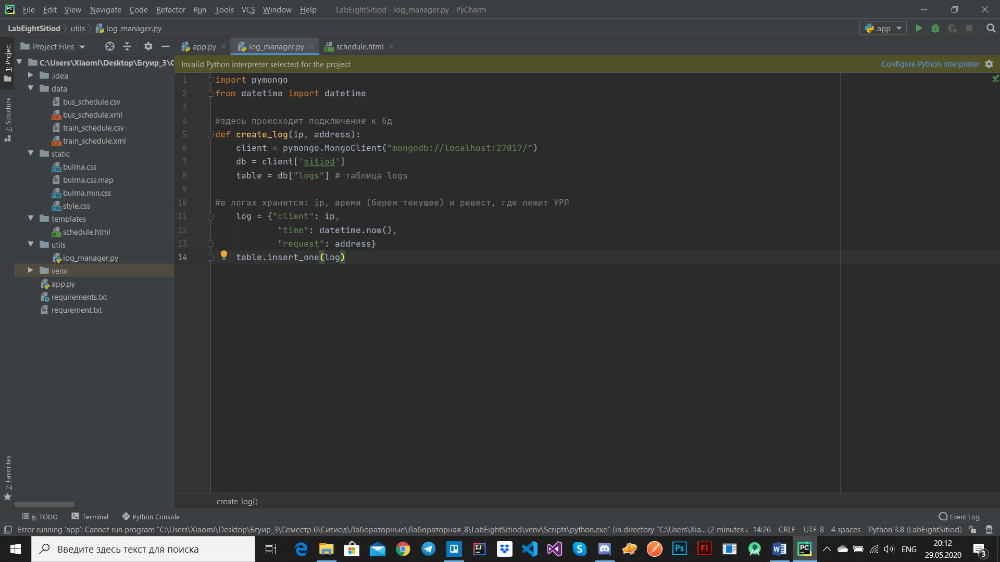 File Edit View Navigate Code Refactor Run Tools VCS Window Help LabEightSitiod - log_manager.py - PyCharm
LabEightSitiod utils log_manager.py app
Project Files app.py log_manager.py schedule.html
1: Project
7: Structure
2: Favorites
C:\Users\Xiaomi\Desktop\Бгуир_3\С
.idea
data
bus_schedule.csv
bus_schedule.xml
train_schedule.csv
train_schedule.xml
static
bulma.css
bulma.css.map
bulma.min.css
style.css
templates
schedule.html
utils
log_manager.py
venv
app.py
requirements.txt
requrement.txt
Invalid Python interpreter selected for the project Configure Python interpreter
1 import pymongo
2 from datetime import datetime
3
4 #здесь происходит подключение к бд
5 def create_log(ip, address):
6 client = pymongo.MongoClient("mongodb://localhost:27017/")
7 db = client['sitiod']
8 table = db["logs"] # таблица logs
9
10 #в логах хранятся: ip, время (берем текущее) и ревест, где лежит УРЛ
11 log = {"client": ip,
12 "time": datetime.now(),
13 "request": address}
14 table.insert_one(log)
create_log()
6: TODO Terminal Python Console Event Log
Error running 'app': Cannot run program "C:\Users\Xiaomi\Desktop\Бгуир_3\Семестр 6\Ситиод\Лабораторные\Лабораторная_8\LabEightSitiod\venv\Scripts\python.exe" (in directory "C:\Users\Xia... (2 minutes a 14:26 CRLF UTF-8 4 spaces Python 3.8 (LabEightSitiod)
Введите здесь текст для поиска ENG 20:12
29.05.2020 3